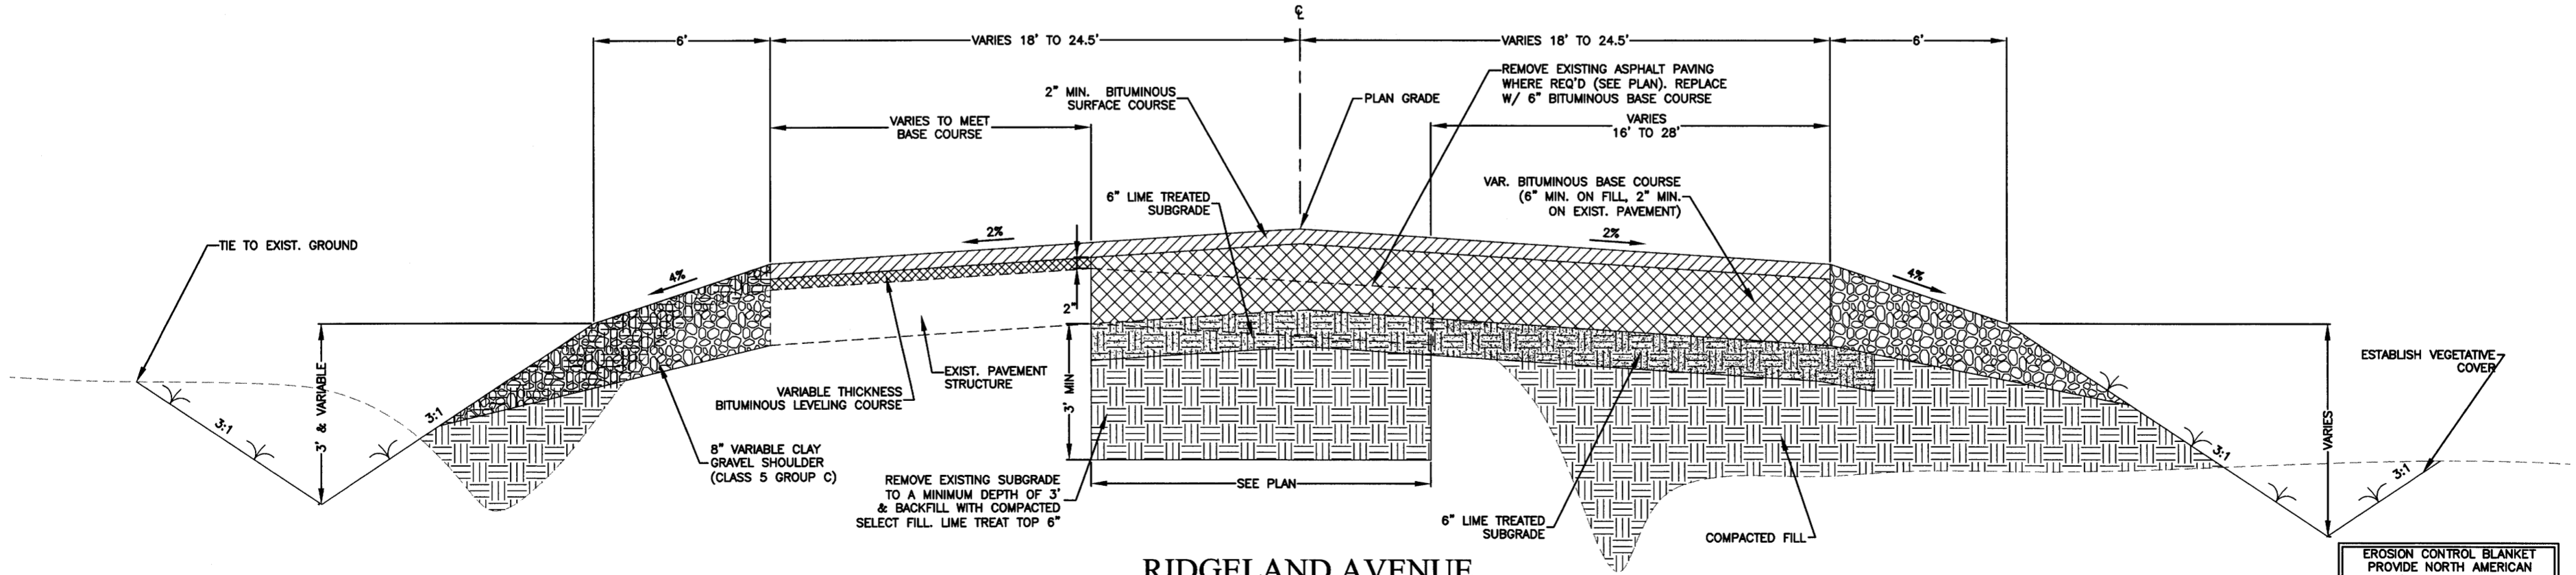 ℄
6'
VARIES 18' TO 24.5'
VARIES 18' TO 24.5'
6'
REMOVE EXISTING ASPHALT PAVING
WHERE REQ'D (SEE PLAN). REPLACE
W/ 6" BITUMINOUS BASE COURSE
2" MIN. BITUMINOUS
SURFACE COURSE
PLAN GRADE
VARIES TO MEET
BASE COURSE
VARIES
16' TO 28'
VAR. BITUMINOUS BASE COURSE
(6" MIN. ON FILL, 2" MIN.
ON EXIST. PAVEMENT)
6" LIME TREATED
SUBGRADE
TIE TO EXIST. GROUND
2%
2%
4%
4%
2"
3' & VARIABLE
3' MIN
VARIES
ESTABLISH VEGETATIVE
COVER
EXIST. PAVEMENT
STRUCTURE
VARIABLE THICKNESS
BITUMINOUS LEVELING COURSE
3:1
3:1
3:1
3:1
8" VARIABLE CLAY
GRAVEL SHOULDER
(CLASS 5 GROUP C)
REMOVE EXISTING SUBGRADE
TO A MINIMUM DEPTH OF 3'
& BACKFILL WITH COMPACTED
SELECT FILL. LIME TREAT TOP 6"
SEE PLAN
6" LIME TREATED
SUBGRADE
COMPACTED FILL
RIDGELAND AVENUE
EROSION CONTROL BLANKET
PROVIDE NORTH AMERICAN